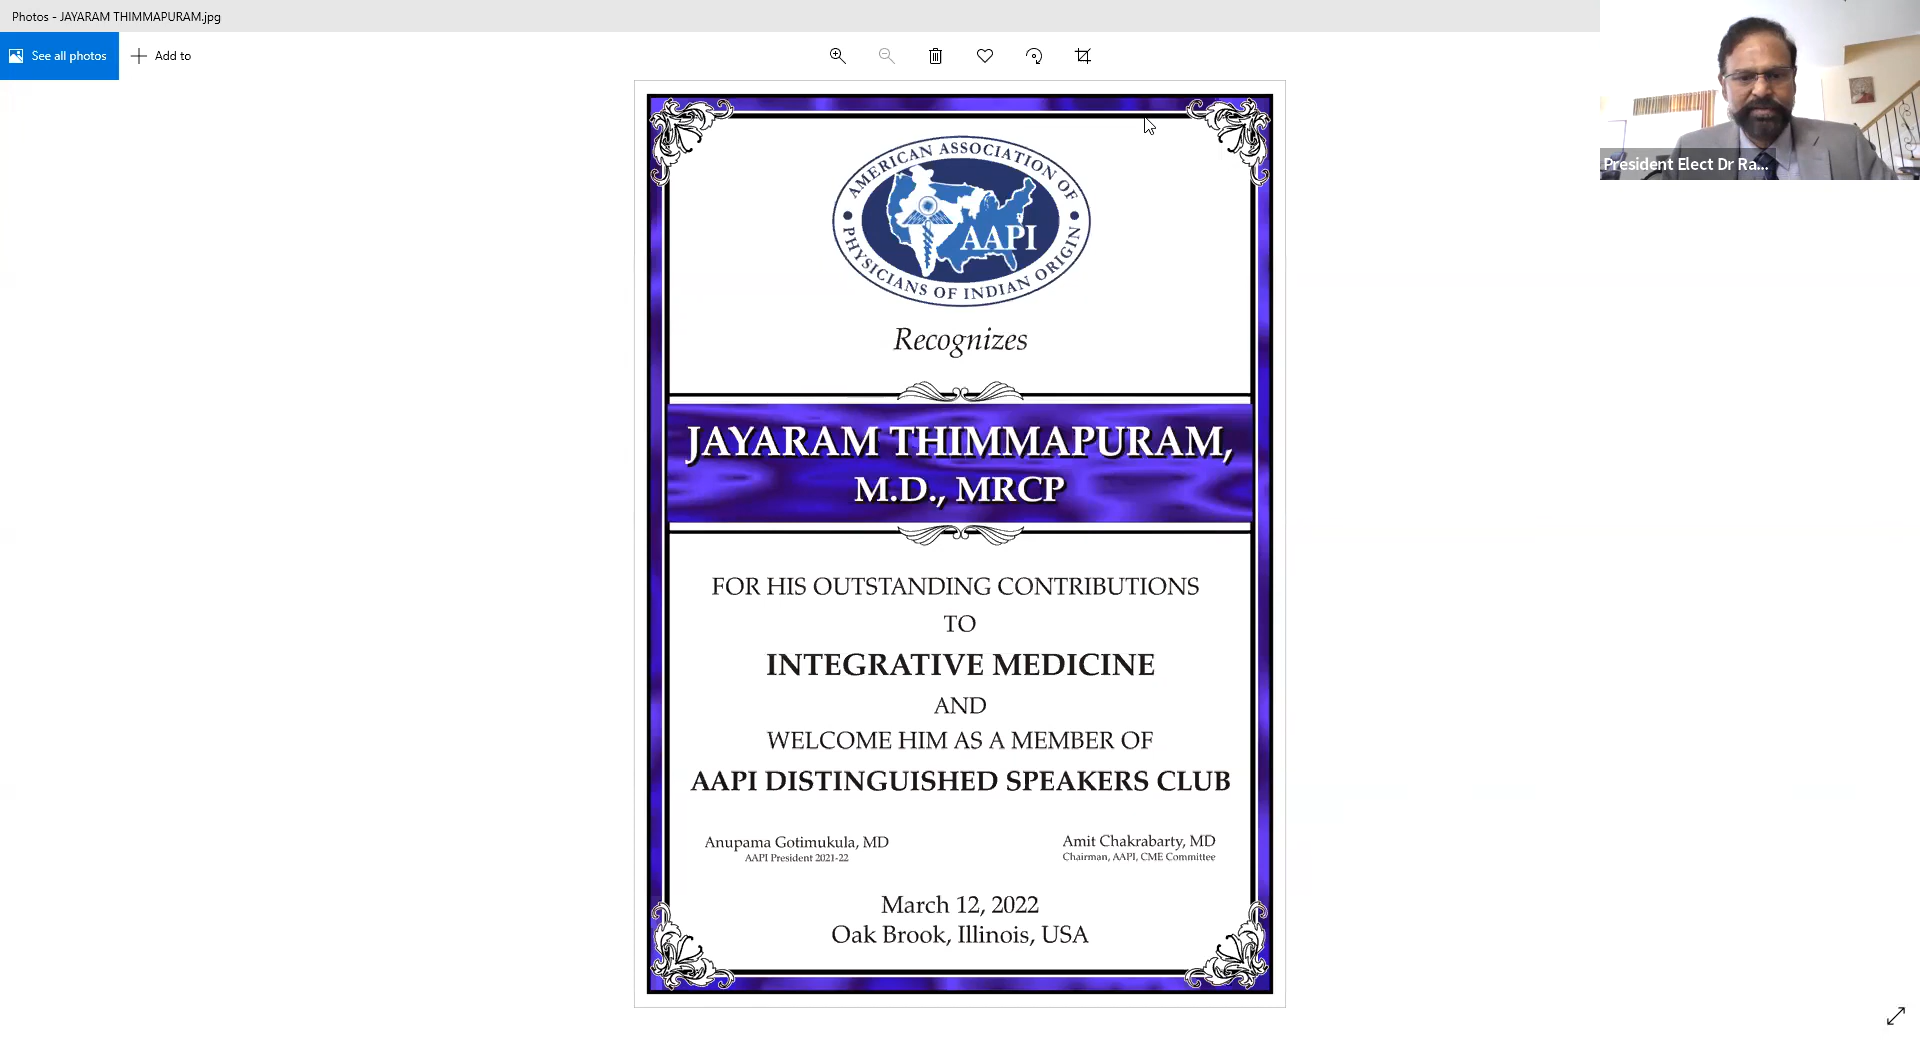 Photos - JAYARAM THIMMAPURAM.jpg
See all photos
Add to
President Elect Dr Ra...
AMERICAN ASSOCIATION OF
PHYSICIANS OF INDIAN ORIGIN
AAPI
Recognizes
JAYARAM THIMMAPURAM,
M.D., MRCP
FOR HIS OUTSTANDING CONTRIBUTIONS
TO
INTEGRATIVE MEDICINE
AND
WELCOME HIM AS A MEMBER OF
AAPI DISTINGUISHED SPEAKERS CLUB
Anupama Gotimukula, MD
AAPI President 2021-22
Amit Chakrabarty, MD
Chairman, AAPI, CME Committee
March 12, 2022
Oak Brook, Illinois, USA